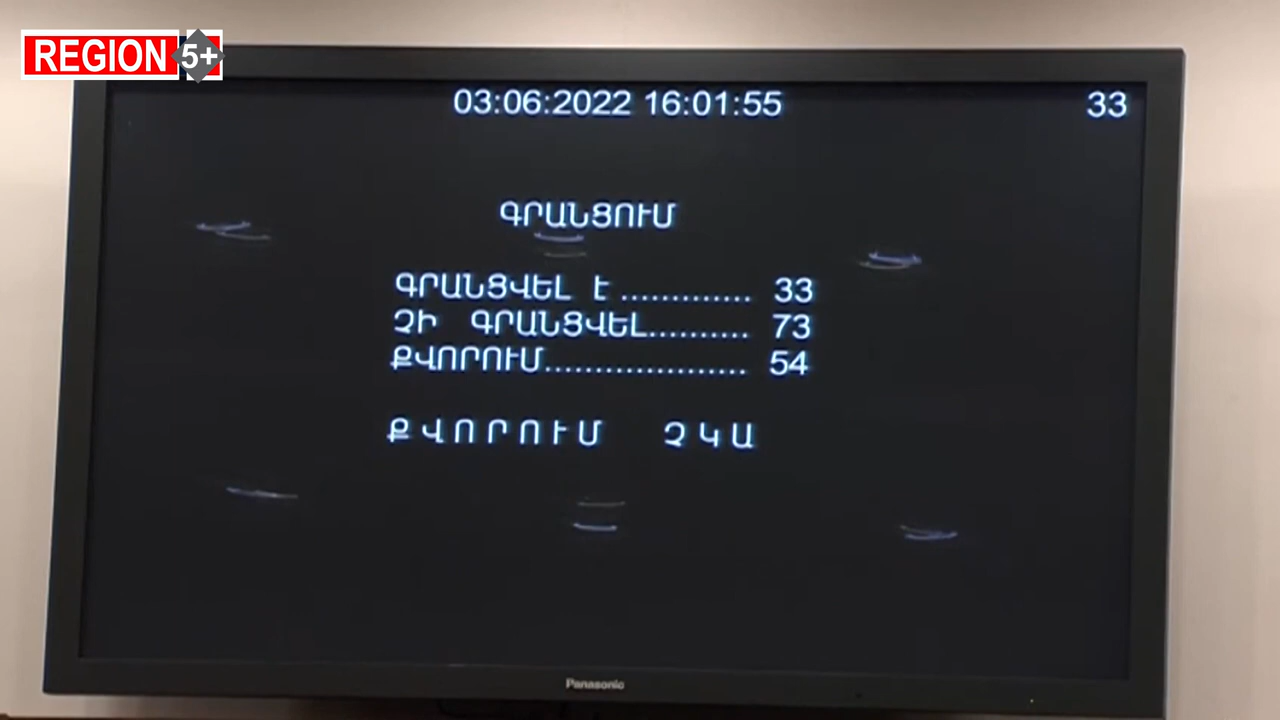 REGION 5+
03:06:2022 16:01:55 33
ԳՐԱՆՑՈՒՄ
ԳՐԱՆՑՎԵԼ Է ............. 33
ՉԻ ԳՐԱՆՑՎԵԼ.......... 73
ՔՎՈՐՈՒՄ.................... 54
ՔՎՈՐՈՒՄ ՉԿԱ
Panasonic